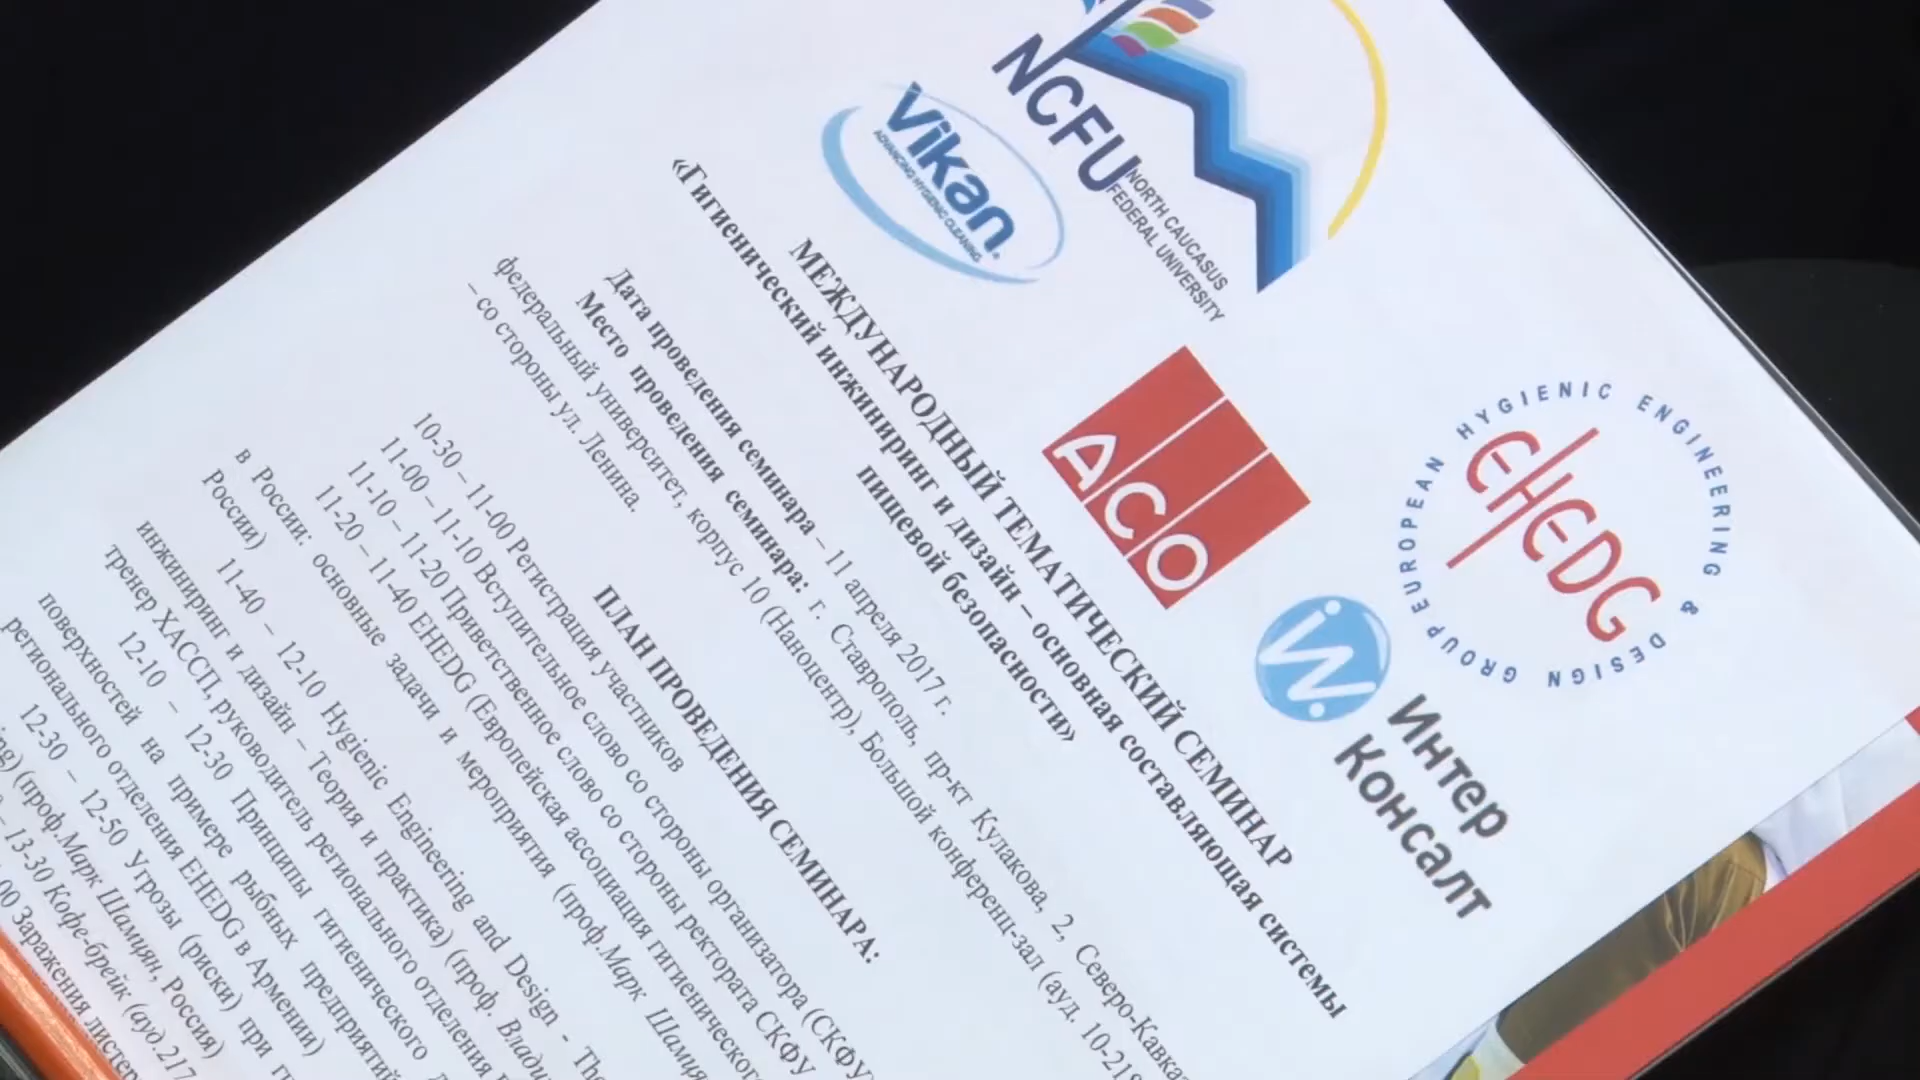 NCFU
NORTH CAUCASUS
FEDERAL UNIVERSITY
Vikan
ADVANCING HYGIENIC CLEANING
ACO
EUROPEAN HYGIENIC ENGINEERING & DESIGN GROUP
EHEDG
iW.
Интер
Консалт
МЕЖДУНАРОДНЫЙ ТЕМАТИЧЕСКИЙ СЕМИНАР
«Гигиенический инжиниринг и дизайн – основная составляющая системы
пищевой безопасности»
Дата проведения семинара – 11 апреля 2017 г.
Место проведения семинара: г. Ставрополь, пр-кт Кулакова, 2, Северо-Кавказ
федеральный университет, корпус 10 (Наноцентр), Большой конференц-зал (ауд. 10-219
– со стороны ул. Ленина.
ПЛАН ПРОВЕДЕНИЯ СЕМИНАРА:
10-30 – 11-00 Регистрация участников
11-00 – 11-10 Вступительное слово со стороны организатора (СКФУ
11-10 – 11-20 Приветственное слово со стороны ректората СКФУ
11-20 – 11-40 EHEDG (Европейская ассоциация гигиенического
в России: основные задачи и мероприятия (проф.Марк Шамцян
России)
11-40 – 12-10 Hygienic Engineering and Design - The
инжиниринг и дизайн – Теория и практика) (проф. Влади
тренер ХАССП, руководитель регионального отделения
12-10 – 12-30 Принципы гигиенического
поверхностей на примере рыбных предприятий
регионального отделения EHEDG в Армении)
12-30 – 12-50 Угрозы (риски) при
ing) (проф.Марк Шамцян, Россия)
– 13-30 Кофе-брейк (ауд.217
00 Заражения